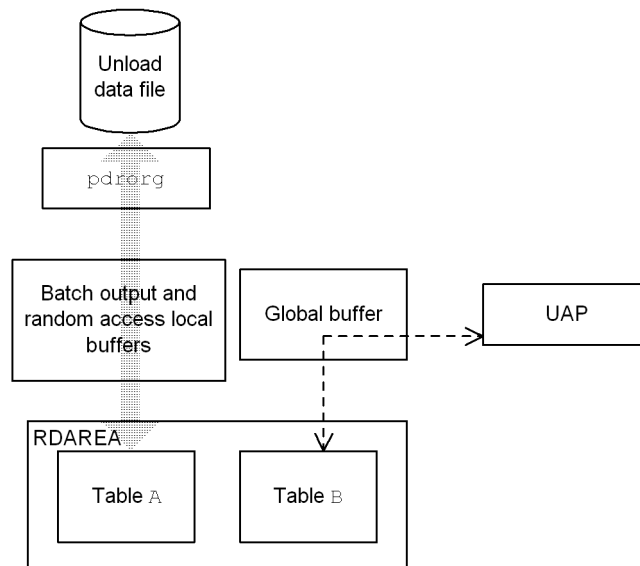 Unload
data file
pdrorg
Batch output and
random access local
buffers
Global buffer
UAP
RDAREA
Table A
Table B